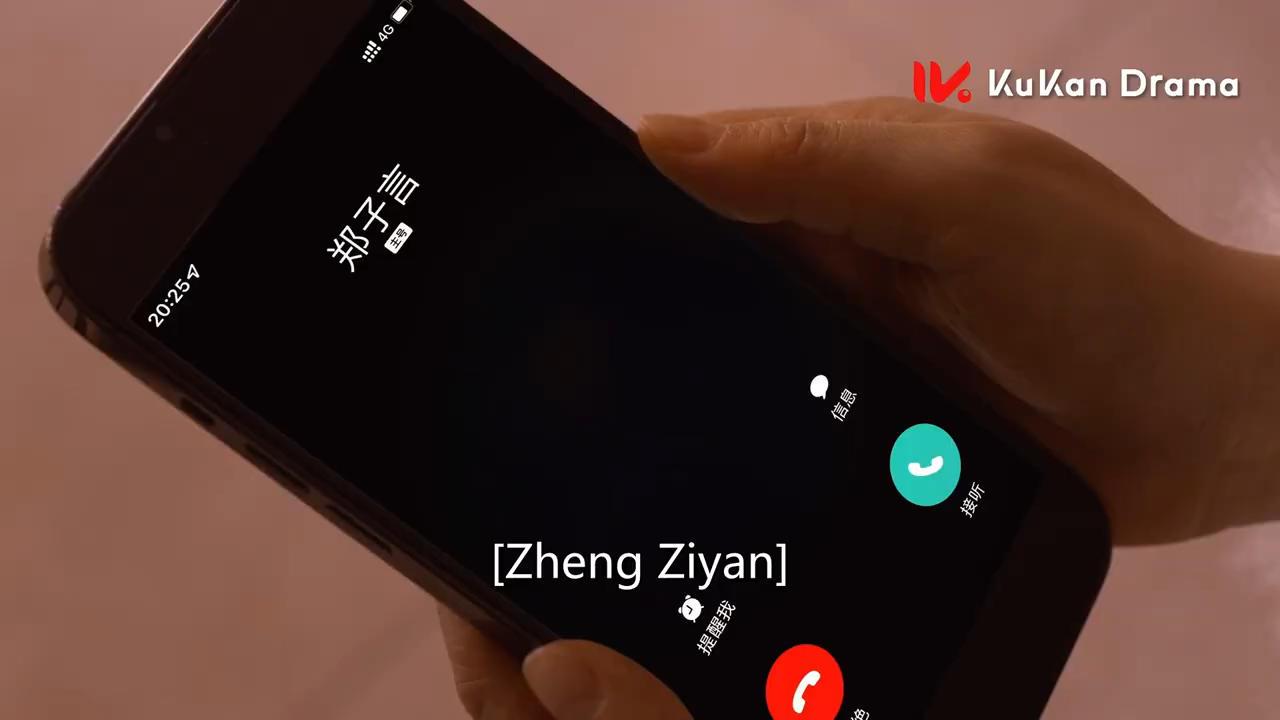 KuKan Drama
4G
20:25
郑子言
主号
信息
接听
[Zheng Ziyan]
提醒我